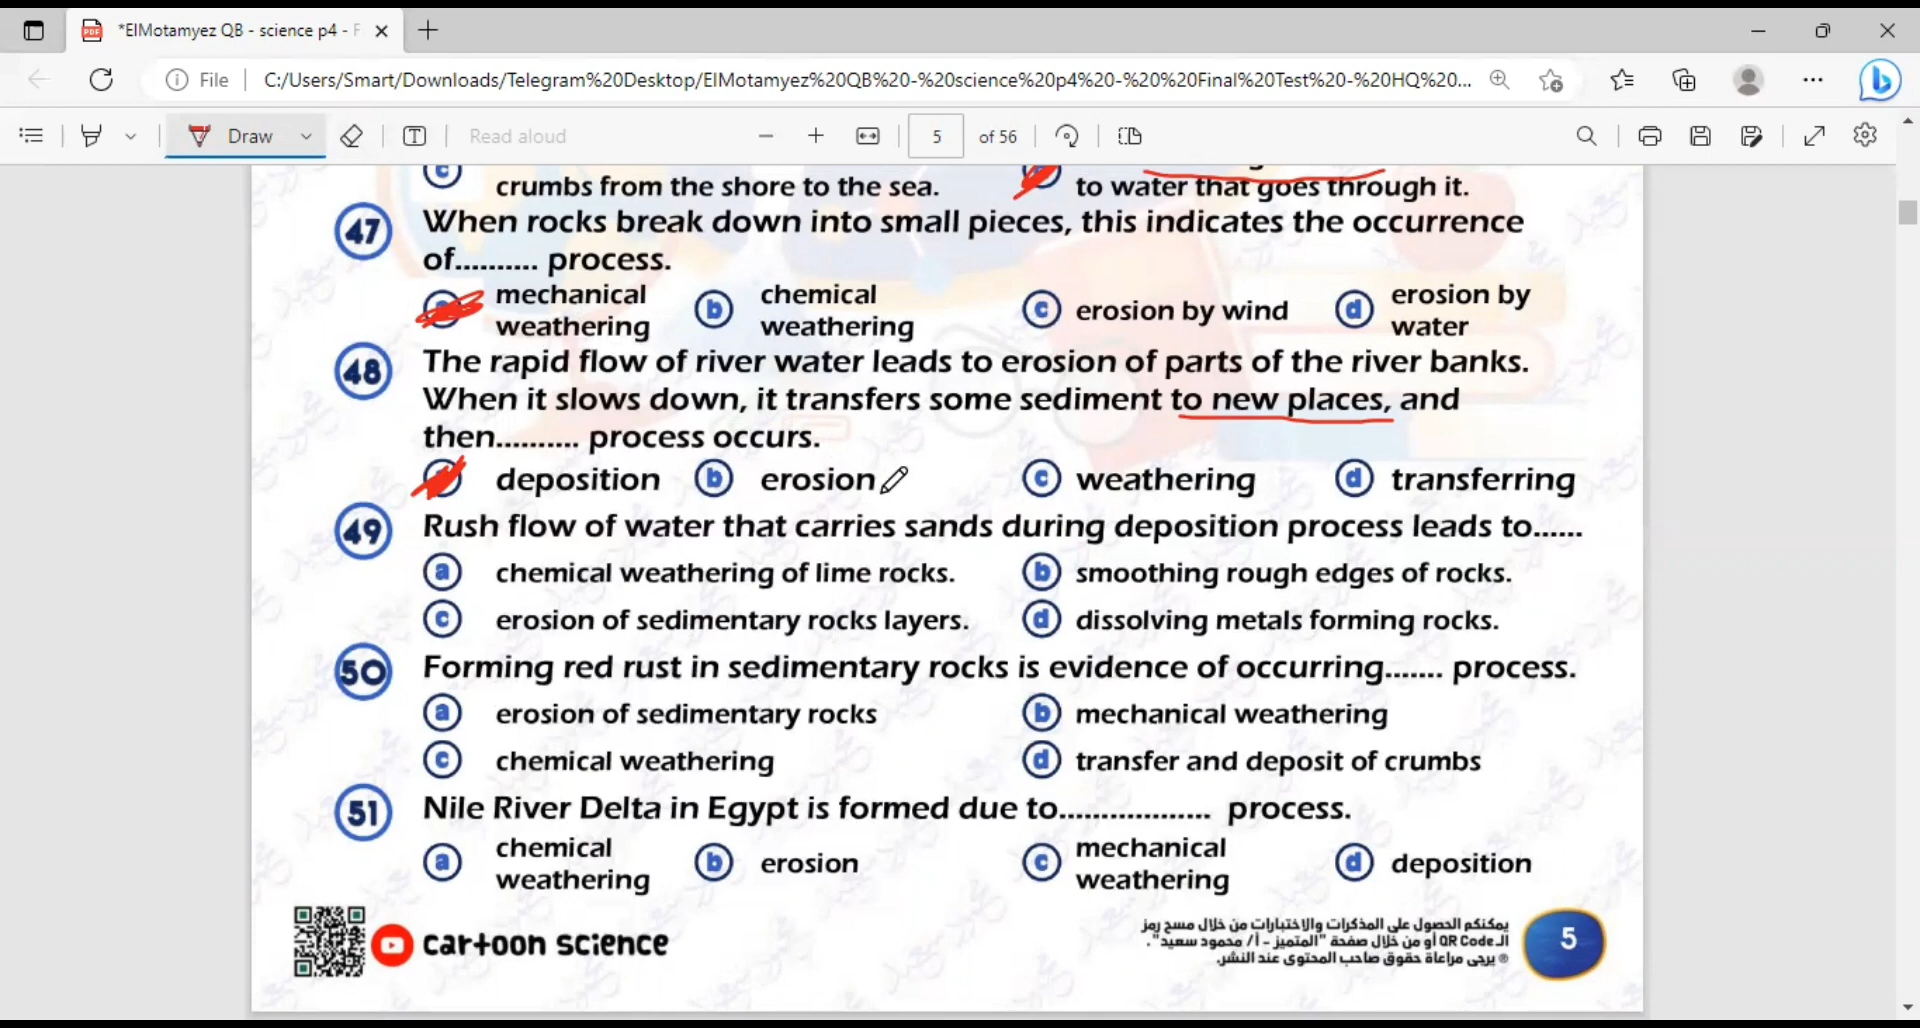 *ElMotamyez QB - science p4 - F
File
C:/Users/Smart/Downloads/Telegram%20Desktop/ElMotamyez%20QB%20-%20science%20p4%20-%20%20Final%20Test%20-%20HQ%20...
Draw
Read aloud
5 of 56
c crumbs from the shore to the sea.
to water that goes through it.
47 When rocks break down into small pieces, this indicates the occurrence
of.......... process.
mechanical weathering
b chemical weathering
c erosion by wind
d erosion by water
48 The rapid flow of river water leads to erosion of parts of the river banks.
When it slows down, it transfers some sediment to new places, and
then.......... process occurs.
deposition b erosion c weathering d transferring
49 Rush flow of water that carries sands during deposition process leads to......
a chemical weathering of lime rocks. b smoothing rough edges of rocks.
c erosion of sedimentary rocks layers. d dissolving metals forming rocks.
50 Forming red rust in sedimentary rocks is evidence of occurring....... process.
a erosion of sedimentary rocks b mechanical weathering
c chemical weathering d transfer and deposit of crumbs
51 Nile River Delta in Egypt is formed due to.................. process.
a chemical weathering
b erosion
c mechanical weathering
d deposition
cartoon science
يمكنكم الحصول على المذكرات والاختبارات من خلال مسح رمز
الـ QR Code أو من خلال صفحة "المتميز - أ/ محمود سعيد".
® يرجى مراعاة حقوق صاحب المحتوى عند النشر.
5